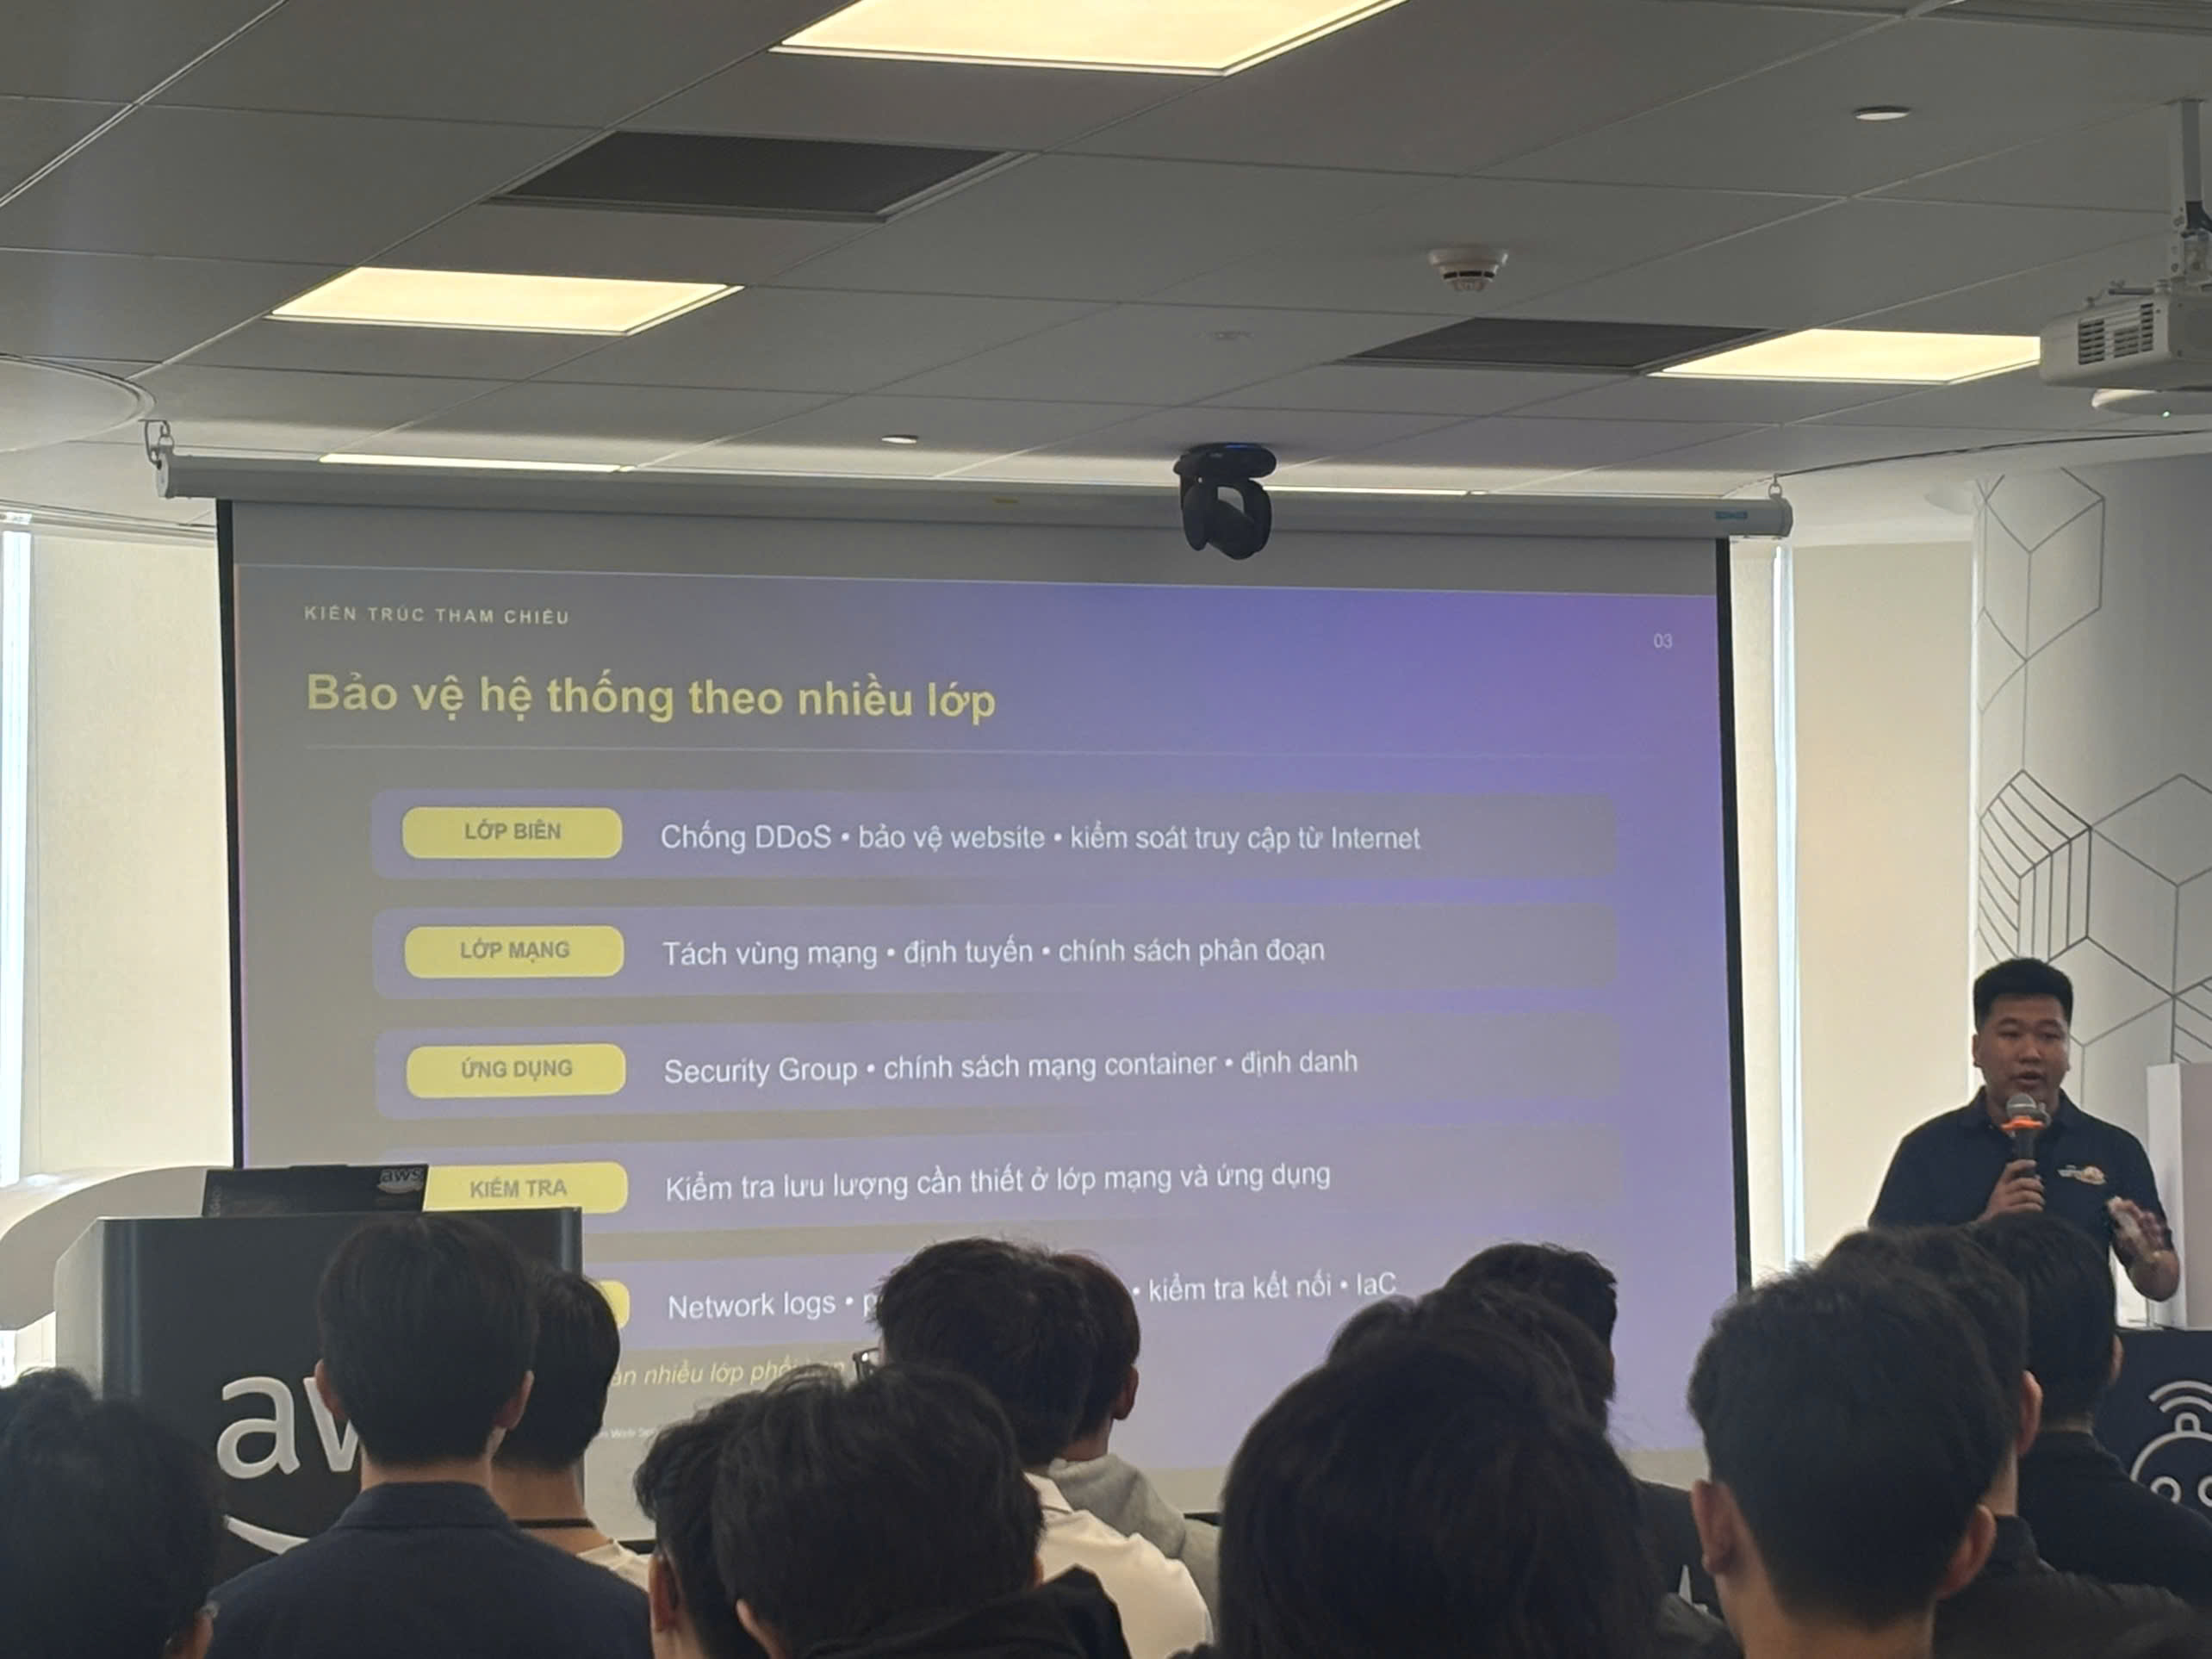 KIẾN TRÚC THAM CHIẾU
03
Bảo vệ hệ thống theo nhiều lớp
LỚP BIÊN
Chống DDoS • bảo vệ website • kiểm soát truy cập từ Internet
LỚP MẠNG
Tách vùng mạng • định tuyến • chính sách phân đoạn
ỨNG DỤNG
Security Group • chính sách mạng container • định danh
KIỂM TRA
Kiểm tra lưu lượng cần thiết ở lớp mạng và ứng dụng
Network logs • • kiểm tra kết nối • IaC
nhiều lớp
aws